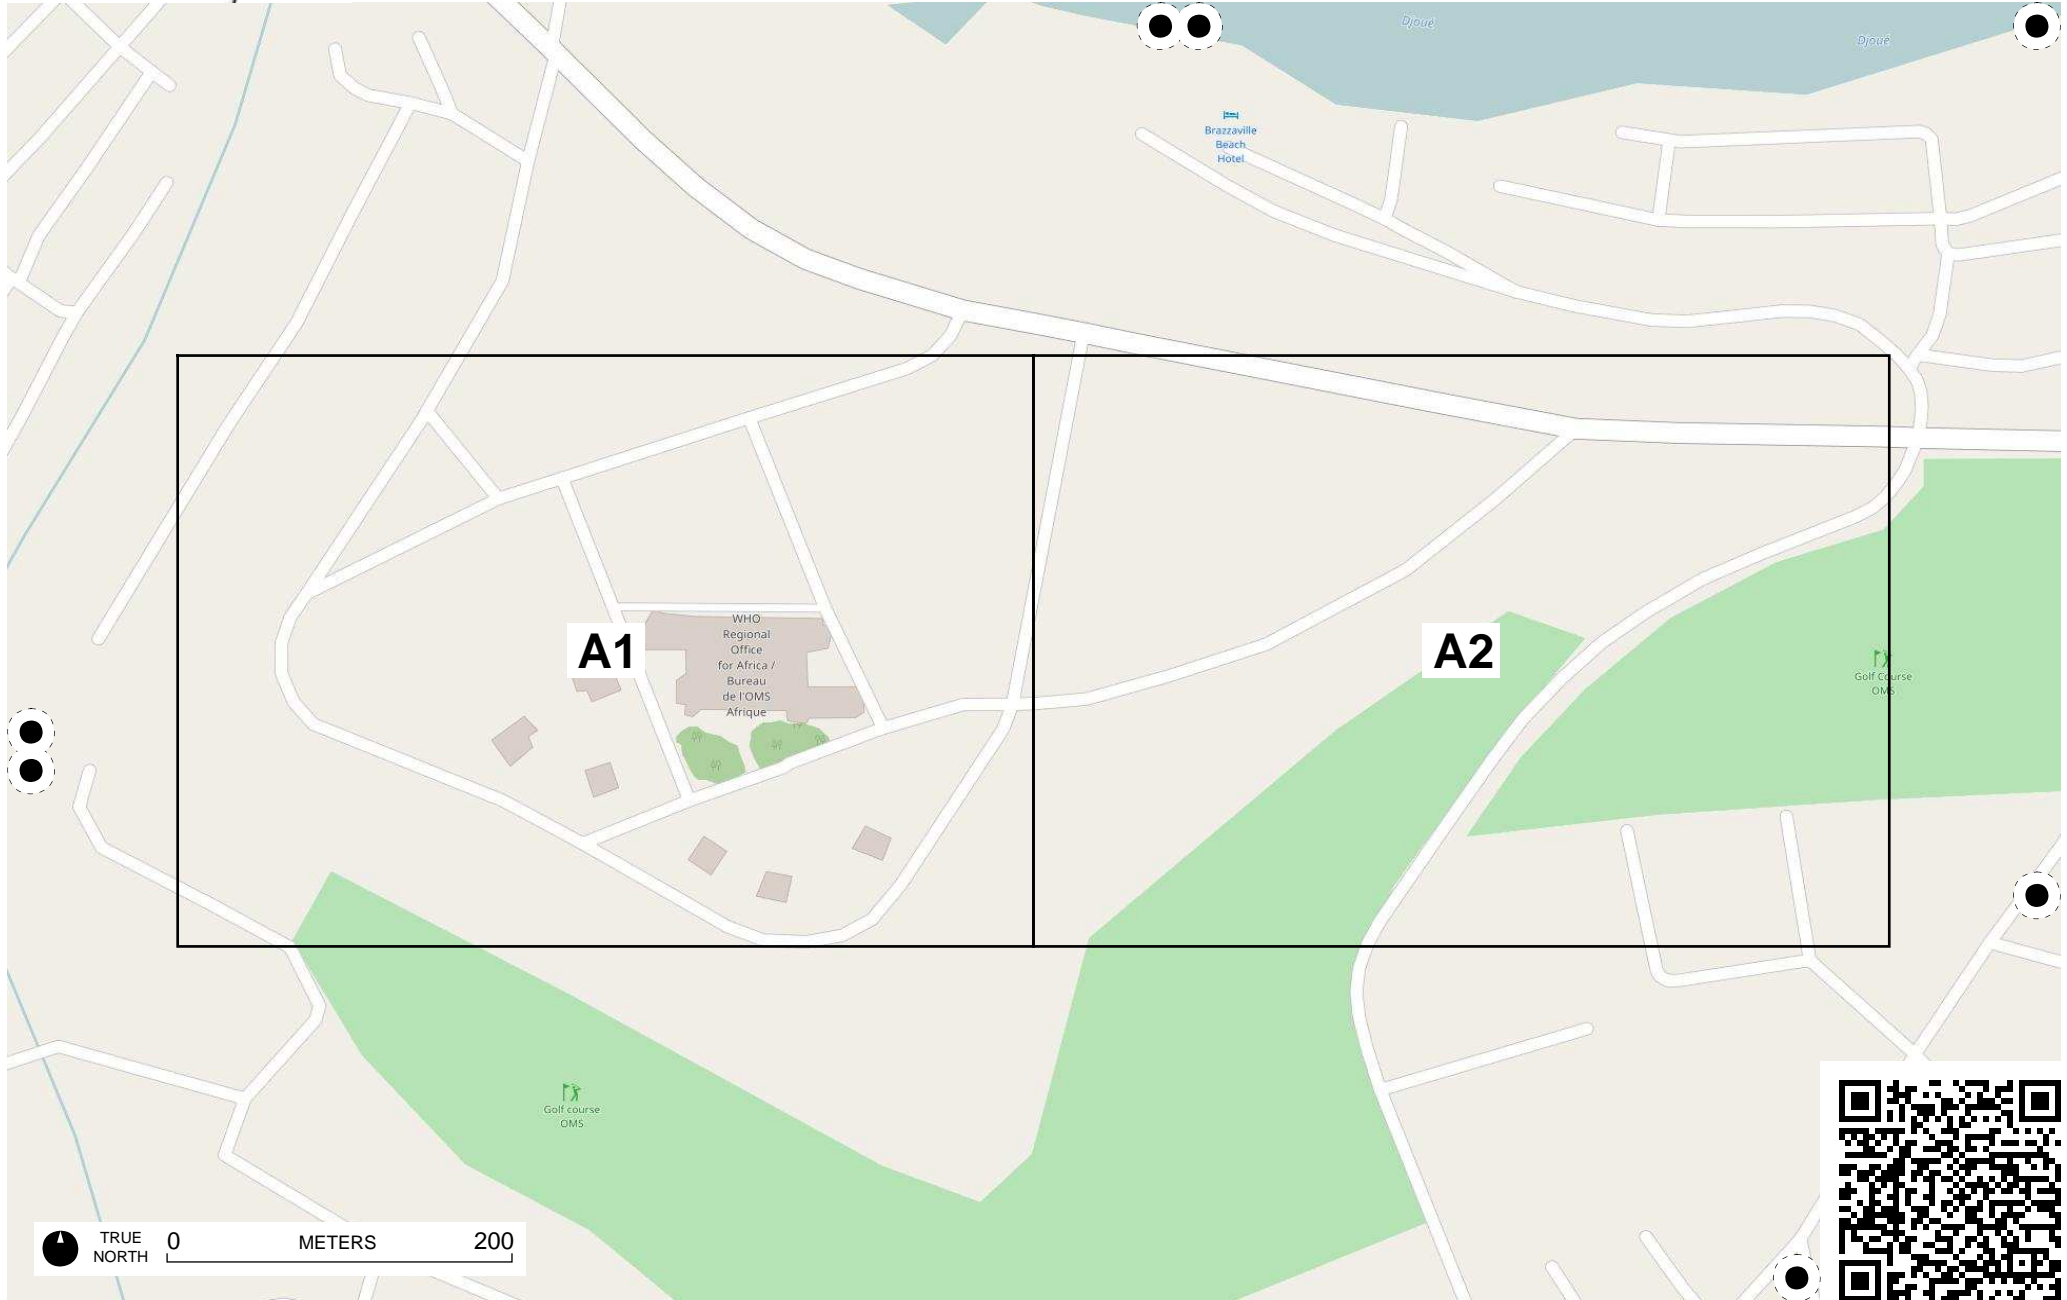 Djoué
Djoué
Brazzaville
Beach
Hotel
WHO
Regional
Office
for Africa /
Bureau
de l'OMS
Afrique
A1
A2
Golf Course
OMS
Golf course
OMS
TRUE
NORTH
0
METERS
200